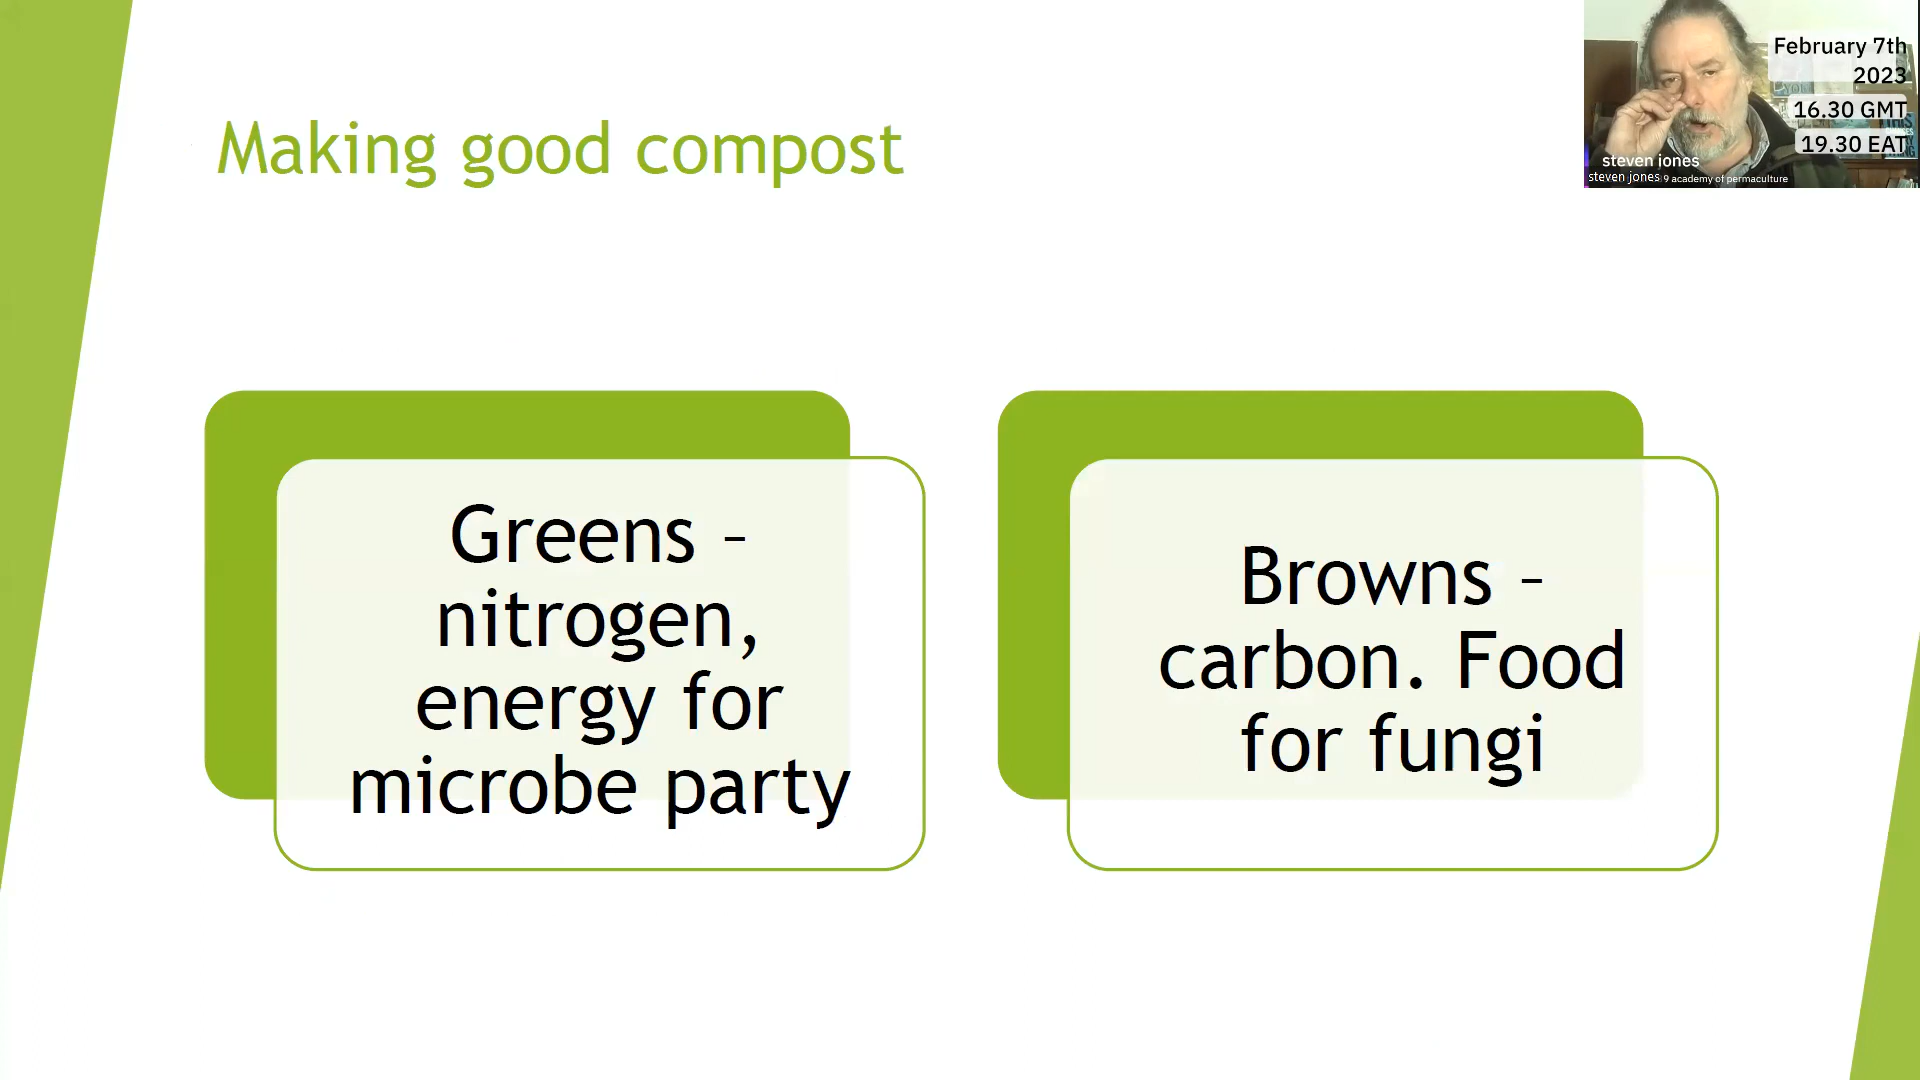 Making good compost
February 7th
2023
16.30 GMT
19.30 EAT
steven jones
steven jones 9 academy of permaculture
Greens –
nitrogen,
energy for
microbe party
Browns –
carbon. Food
for fungi